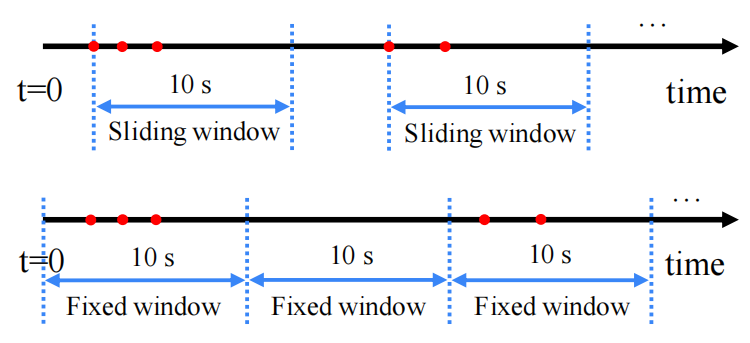 ...
t=0
10 s
10 s
time
Sliding window
Sliding window
...
t=0
10 s
10 s
10 s
time
Fixed window
Fixed window
Fixed window